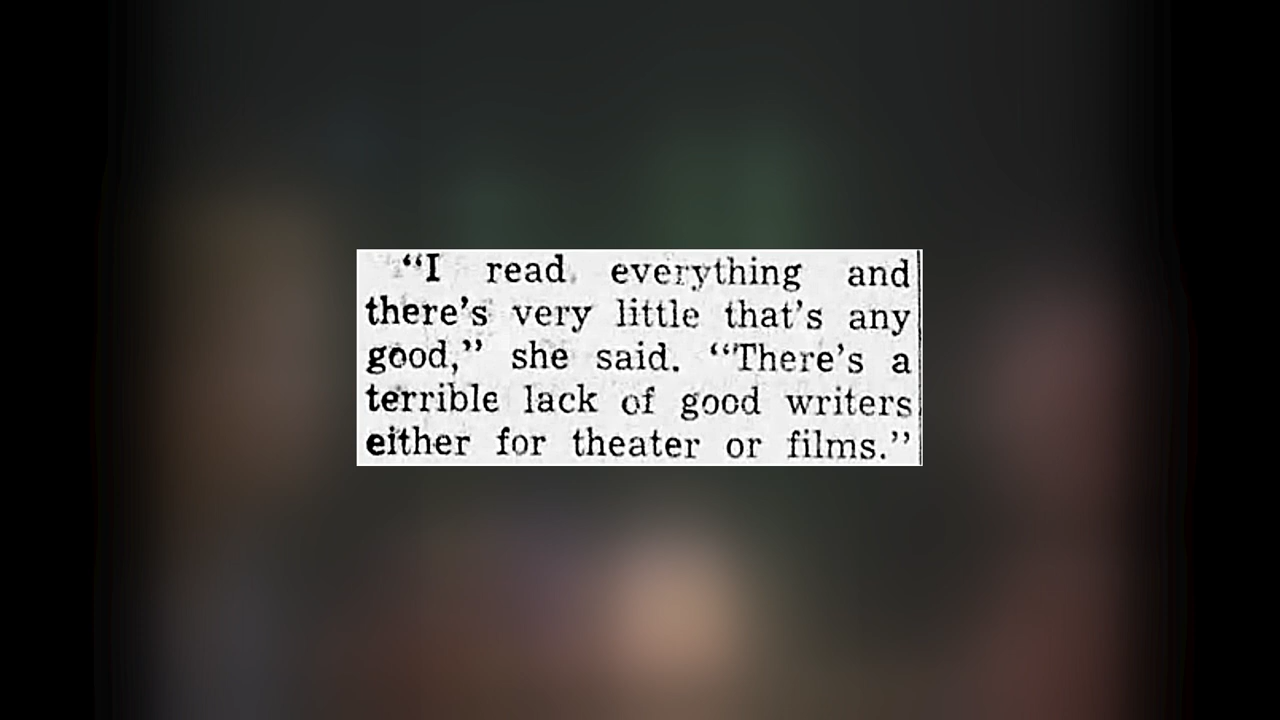 “I read everything and
there’s very little that’s any
good,” she said. “There’s a
terrible lack of good writers
either for theater or films.”